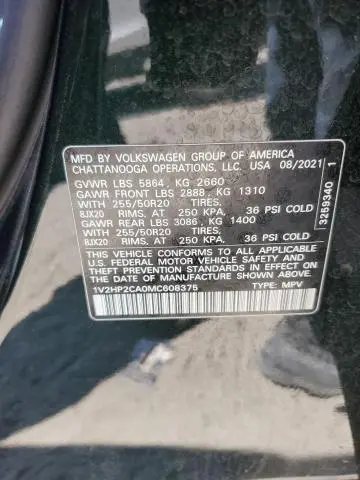 MFD BY VOLKSWAGEN GROUP OF AMERICA
CHATTANOOGA OPERATIONS, LLC. USA 08/2021
GVWR LBS 5864, KG 2660
GAWR FRONT LBS 2888, KG 1310
WITH 255/50R20
8JX20 RIMS. AT 250 KPA, 36 PSI COLD
GAWR REAR LBS 3086, KG 1400
WITH 255/50R20
8JX20 RIMS. AT 250 KPA, 36 PSI COLD
THIS VEHICLE CONFORMS TO ALL APPLICABLE
U.S. FEDERAL MOTOR VEHICLE SAFETY AND
THEFT PREVENTION STANDARDS IN EFFECT ON
THE DATE OF MANUFACTURE SHOWN ABOVE.
1V2HP2CA0MC608375 TYPE: MPV
3259340 1